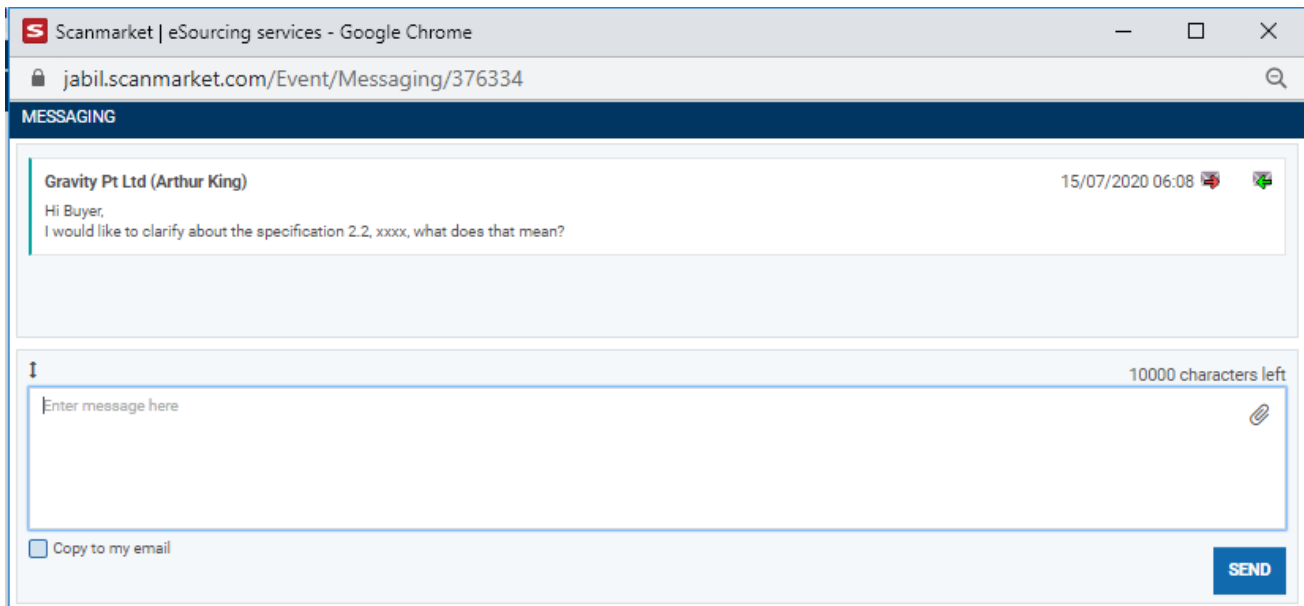 S Scanmarket | eSourcing services - Google Chrome
jabil.scanmarket.com/Event/Messaging/376334
MESSAGING
Gravity Pt Ltd (Arthur King) 15/07/2020 06:08
Hi Buyer,
I would like to clarify about the specification 2.2, xxxx, what does that mean?
10000 characters left
Enter message here
Copy to my email
SEND